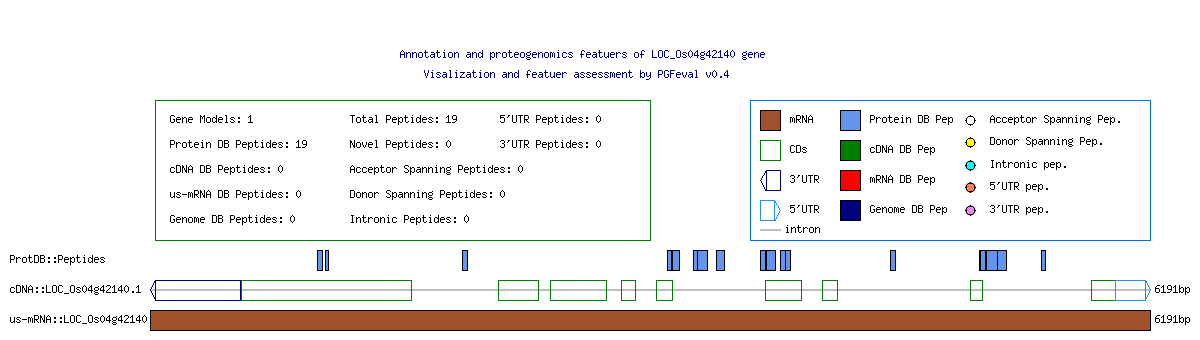 Annotation and proteogenomics featuers of LOC_Os04g42140 gene
Visalization and featuer assessment by PGFeval v0.4
Gene Models: 1 Total Peptides: 19 5'UTR Peptides: 0
Protein DB Peptides: 19 Novel Peptides: 0 3'UTR Peptides: 0
cDNA DB Peptides: 0 Acceptor Spanning Peptides: 0
us-mRNA DB Peptides: 0 Donor Spanning Peptides: 0
Genome DB Peptides: 0 Intronic Peptides: 0
mRNA Protein DB Pep Acceptor Spanning Pep.
CDs cDNA DB Pep Donor Spanning Pep.
3'UTR mRNA DB Pep Intronic pep.
5'UTR Genome DB Pep 5'UTR pep.
intron 3'UTR pep.
ProtDB::Peptides
cDNA::LOC_Os04g42140.1 6191bp
us-mRNA::LOC_Os04g42140 6191bp